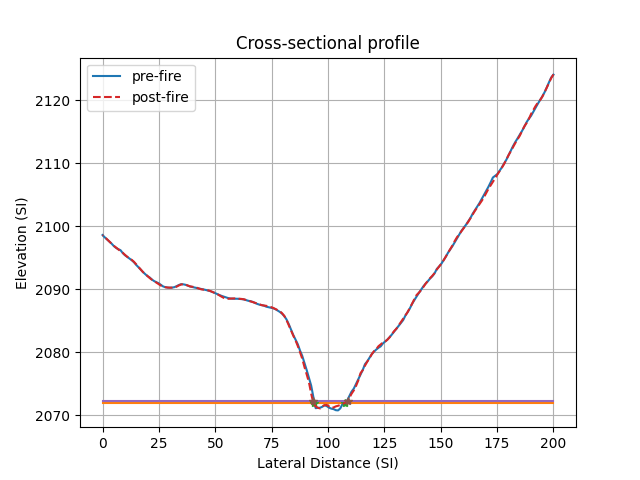 Cross-sectional profile
pre-fire
post-fire
2120
2110
2100
2090
2080
2070
Elevation (SI)
0 25 50 75 100 125 150 175 200
Lateral Distance (SI)